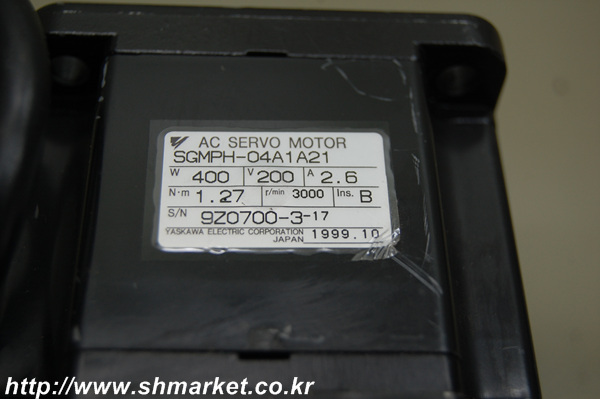 AC SERVO MOTOR
SGMPH-04A1A21
W 400 V 200 A 2.6
N·m 1.27 r/min 3000 Ins. B
S/N 9Z0700-3-17
YASKAWA ELECTRIC CORPORATION
JAPAN 1999.10
http://www.shmarket.co.kr